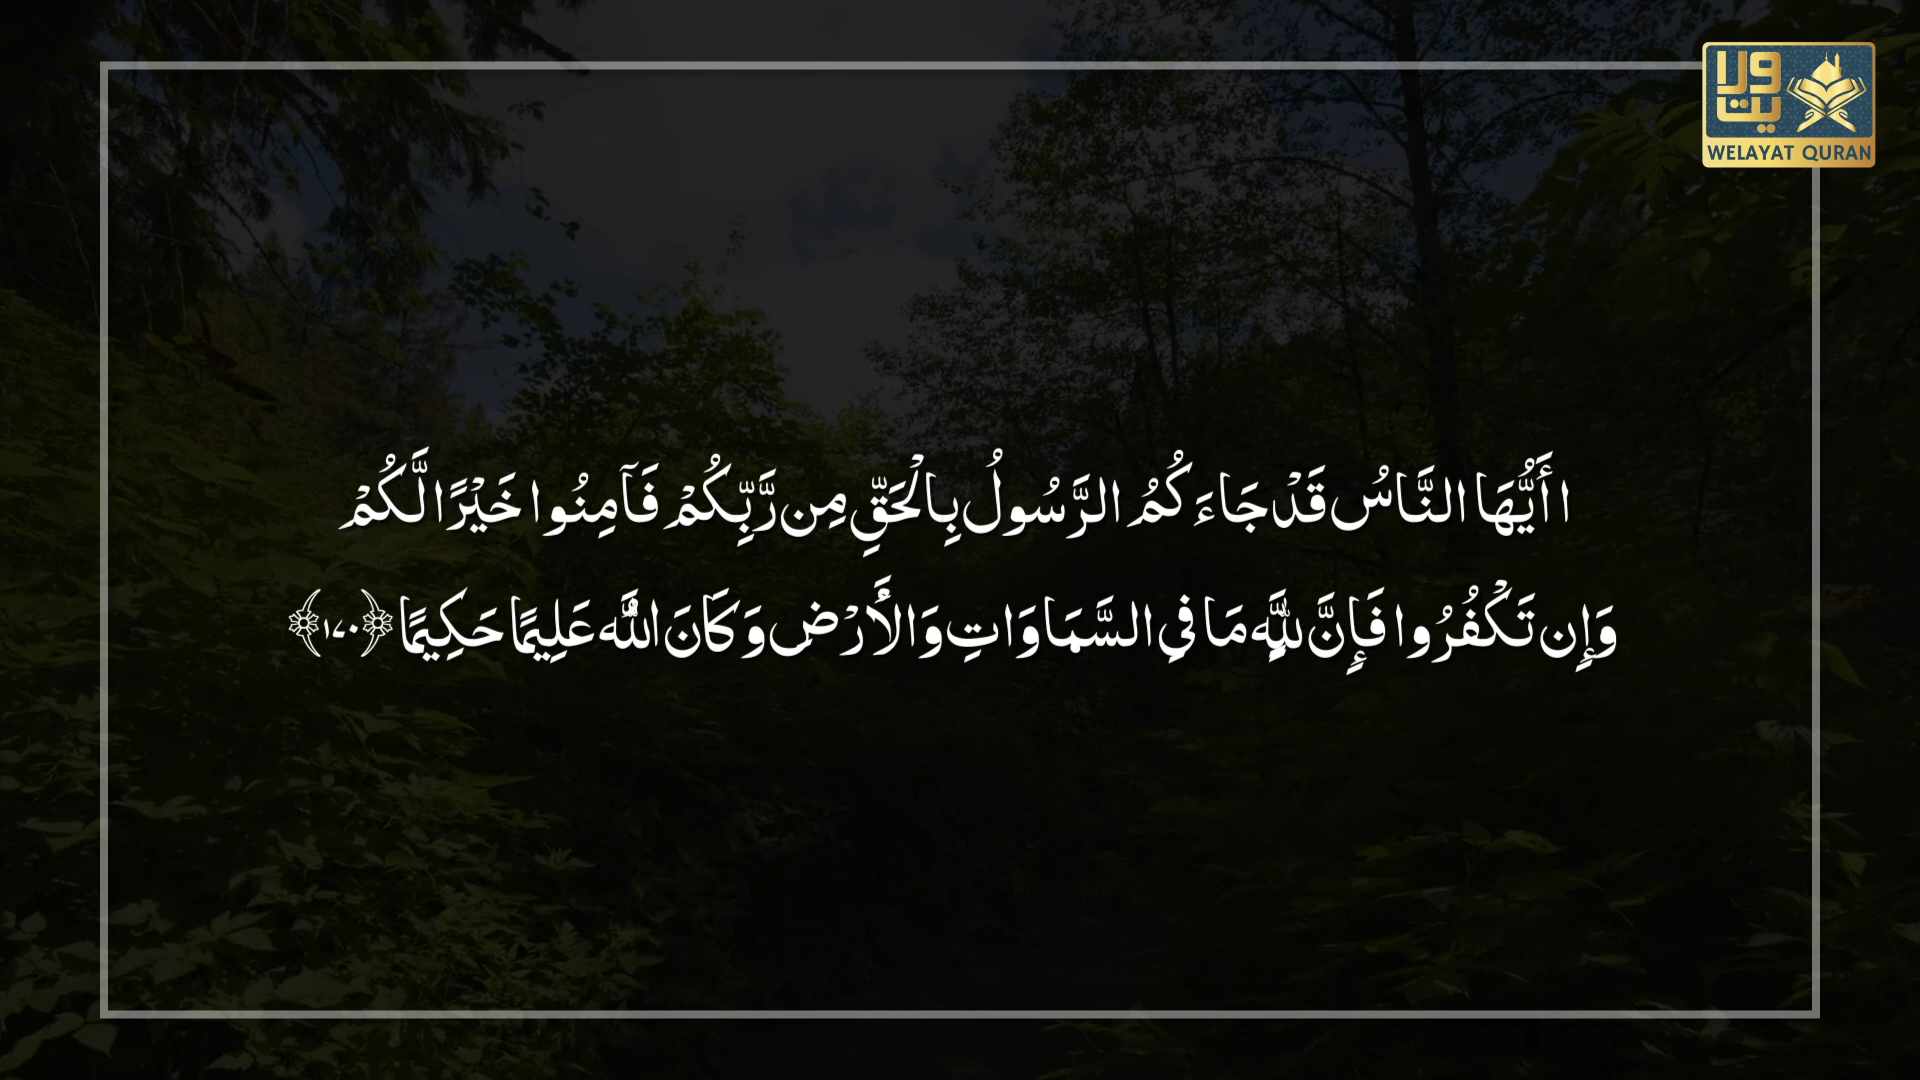 ولایت
WELAYAT QURAN
ا أَيُّهَا النَّاسُ قَدْ جَاءَكُمُ الرَّسُولُ بِالْحَقِّ مِن رَّبِّكُمْ فَآمِنُوا خَيْرًا لَّكُمْ
وَإِن تَكْفُرُوا فَإِنَّ لِلَّهِ مَا فِي السَّمَاوَاتِ وَالْأَرْضِ وَكَانَ اللَّهُ عَلِيمًا حَكِيمًا ﴿١٧٠﴾